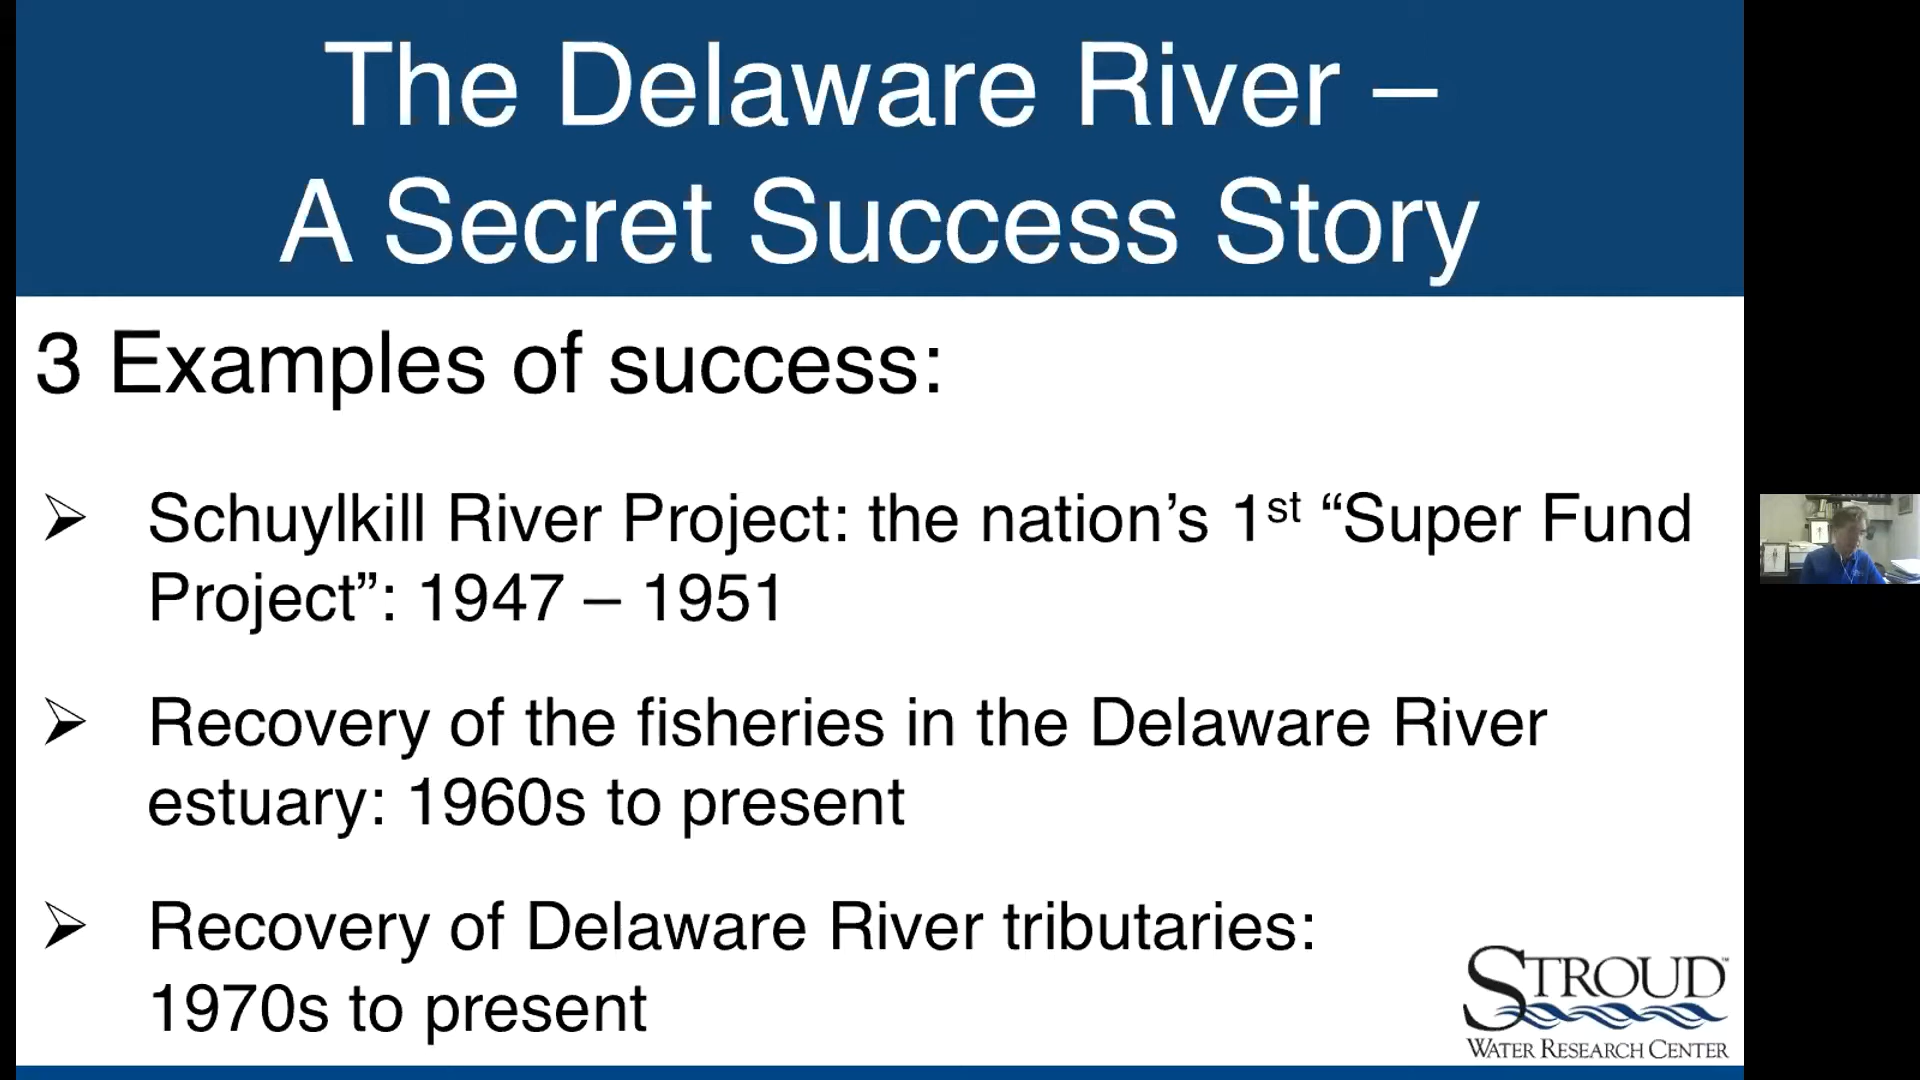 The Delaware River –
A Secret Success Story
3 Examples of success:
➢ Schuylkill River Project: the nation’s 1st “Super Fund
Project”: 1947 – 1951
➢ Recovery of the fisheries in the Delaware River
estuary: 1960s to present
➢ Recovery of Delaware River tributaries:
1970s to present
STROUD™
WATER RESEARCH CENTER